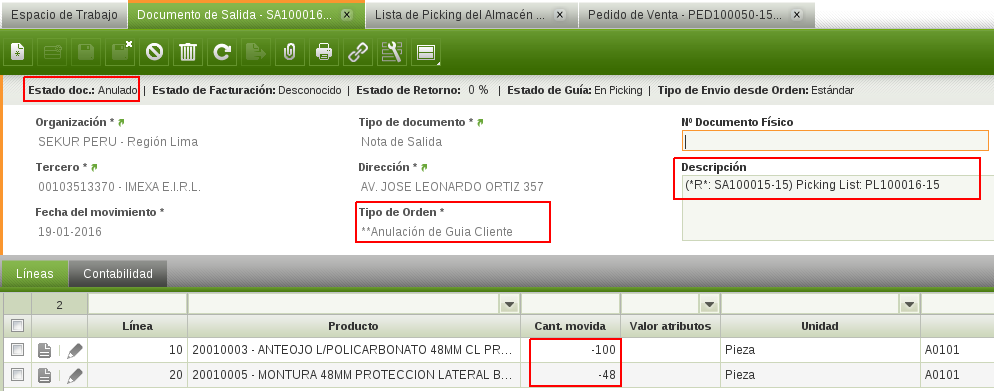 Espacio de Trabajo
Documento de Salida - SA100016...
Lista de Picking del Almacén ...
Pedido de Venta - PED100050-15...
Estado doc.: Anulado | Estado de Facturación: Desconocido | Estado de Retorno: 0 % | Estado de Guía: En Picking | Tipo de Envio desde Orden: Estándar
Organización *
Tipo de documento *
Nº Documento Físico
SEKUR PERU - Región Lima
Nota de Salida
Tercero *
Dirección *
Descripción
00103513370 - IMEXA E.I.R.L.
AV. JOSE LEONARDO ORTIZ 357
(*R*: SA100015-15) Picking List: PL100016-15
Fecha del movimiento *
Tipo de Orden *
19-01-2016
**Anulación de Guia Cliente
Líneas
Contabilidad
2
Línea Producto Cant. movida Valor atributos Unidad
10 20010003 - ANTEOJO L/POLICARBONATO 48MM CL PR... -100 Pieza A0101
20 20010005 - MONTURA 48MM PROTECCION LATERAL B... -48 Pieza A0101